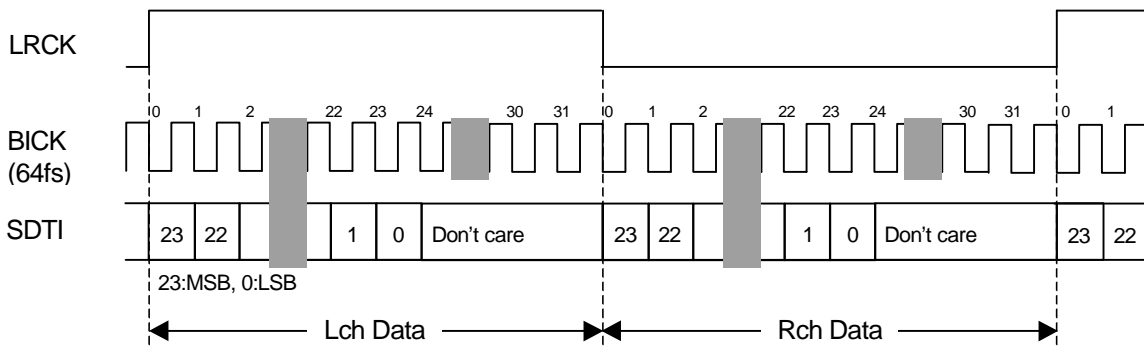 LRCK
0 1 2 22 23 24 30 31 0 1 2 22 23 24 30 31 0 1
BICK
(64fs)
SDTI 23 22 1 0 Don't care 23 22 1 0 Don't care 23 22
23:MSB, 0:LSB
Lch Data Rch Data